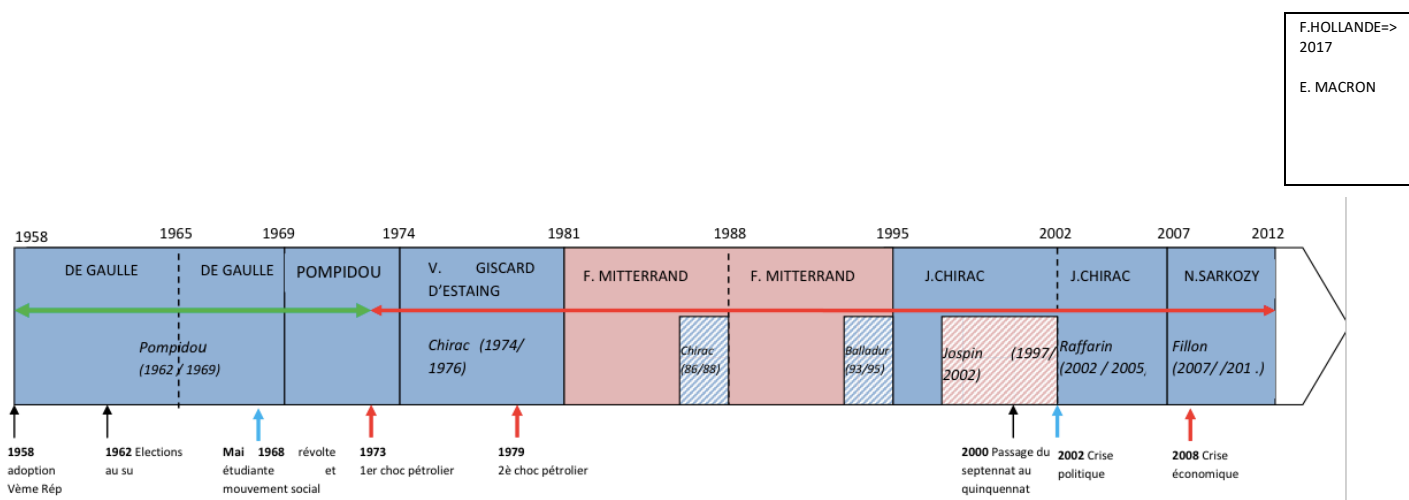 F.HOLLANDE=>
2017
E. MACRON
1958 1965 1969 1974 1981 1988 1995 2002 2007 2012
DE GAULLE DE GAULLE POMPIDOU V. GISCARD D'ESTAING F. MITTERRAND F. MITTERRAND J.CHIRAC J.CHIRAC N.SARKOZY
Pompidou
(1962 / 1969)
Chirac (1974/
1976)
Chirac
(86/88)
Balladur
(93/95)
Jospin (1997/
2002)
Raffarin
(2002 / 2005
Fillon
(2007/ /201 .)
1958
adoption
Vème Rép
1962 Elections
au su
Mai 1968 révolte
étudiante et
mouvement social
1973
1er choc pétrolier
1979
2è choc pétrolier
2000 Passage du
septennat au
quinquennat
2002 Crise
politique
2008 Crise
économique